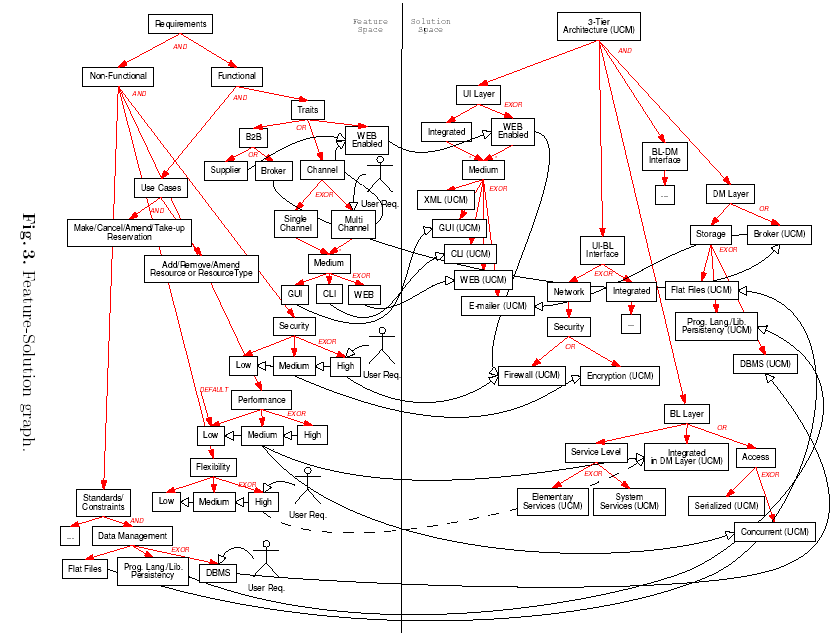 Requirements
Feature
Space
Solution
Space
3-Tier
Architecture (UCM)
AND
AND
Non-Functional
Functional
AND
AND
Traits
OR
B2B
WEB
Enabled
OR
Supplier
Broker
Channel
User Req.
Use Cases
EXOR
AND
Single
Channel
Multi
Channel
Make/Cancel/Amend/Take-up
Reservation
Add/Remove/Amend
Resource or Resource Type
Medium
EXOR
GUI
CLI
WEB
Security
EXOR
Low
Medium
High
User Req.
DEFAULT
Performance
EXOR
Low
Medium
High
Flexibility
EXOR
Low
Medium
High
User Req.
Standards/
Constraints
AND
...
Data Management
EXOR
Flat Files
Prog. Lang./Lib.
Persistency
DBMS
User Req.
UI Layer
EXOR
Integrated
WEB
Enabled
Medium
EXOR
XML (UCM)
GUI (UCM)
CLI (UCM)
WEB (UCM)
E-mailer (UCM)
BL-DM
Interface
...
DM Layer
OR
Storage
Broker (UCM)
EXOR
Flat Files (UCM)
Prog. Lang./Lib.
Persistency (UCM)
DBMS (UCM)
UI-BL
Interface
EXOR
Network
Integrated
...
Security
OR
Firewall (UCM)
Encryption (UCM)
BL Layer
OR
Service Level
Integrated
in DM Layer (UCM)
Access
EXOR
EXOR
Elementary
Services (UCM)
System
Services (UCM)
Serialized (UCM)
Concurrent (UCM)
Fig. 3. Feature-Solution graph.